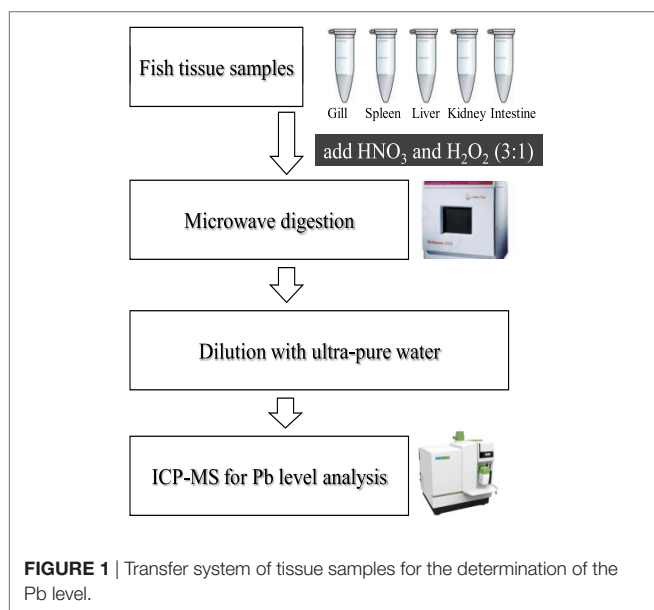 Fish tissue samples
Gill Spleen Liver Kidney Intestine
add HNO₃ and H₂O₂ (3:1)
Microwave digestion
Dilution with ultra-pure water
ICP-MS for Pb level analysis
FIGURE 1 | Transfer system of tissue samples for the determination of the
Pb level.